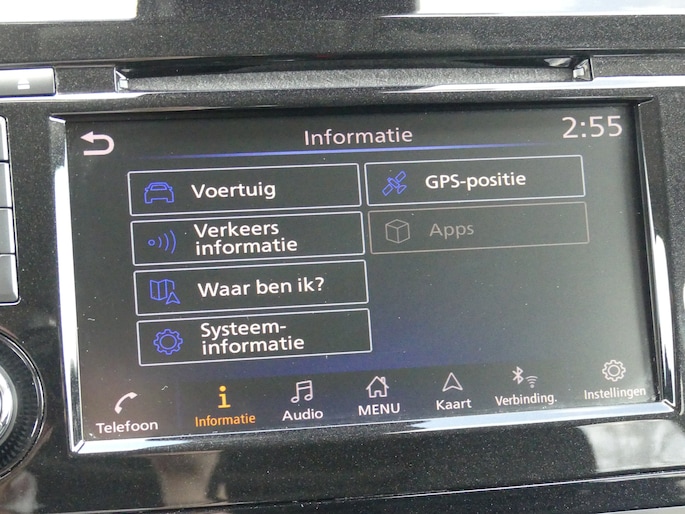 Informatie
2:55
Voertuig
GPS-positie
Verkeers
informatie
Apps
Waar ben ik?
Systeem-
informatie
Telefoon
Informatie
Audio
MENU
Kaart
Verbinding.
Instellingen